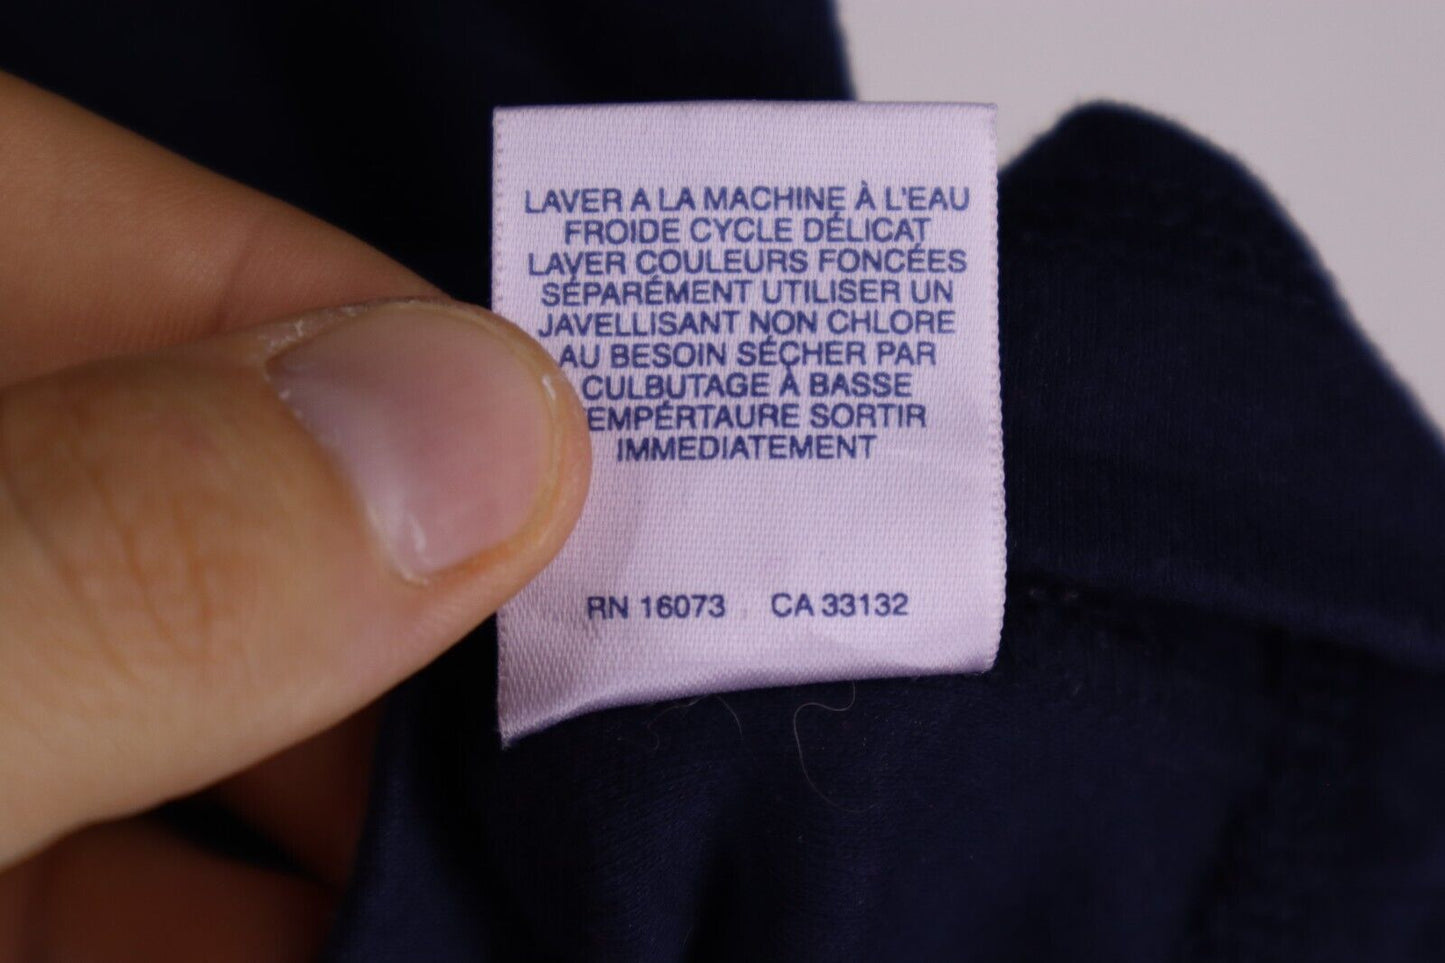 LAVER A LA MACHINE À L'EAU
FROIDE CYCLE DÉLICAT
LAVER COULEURS FONCÉES
SÉPARÉMENT UTILISER UN
JAVELLISANT NON CHLORE
AU BESOIN SÉCHER PAR
CULBUTAGE À BASSE
EMPÉRTAURE SORTIR
IMMEDIATEMENT
RN 16073 CA 33132